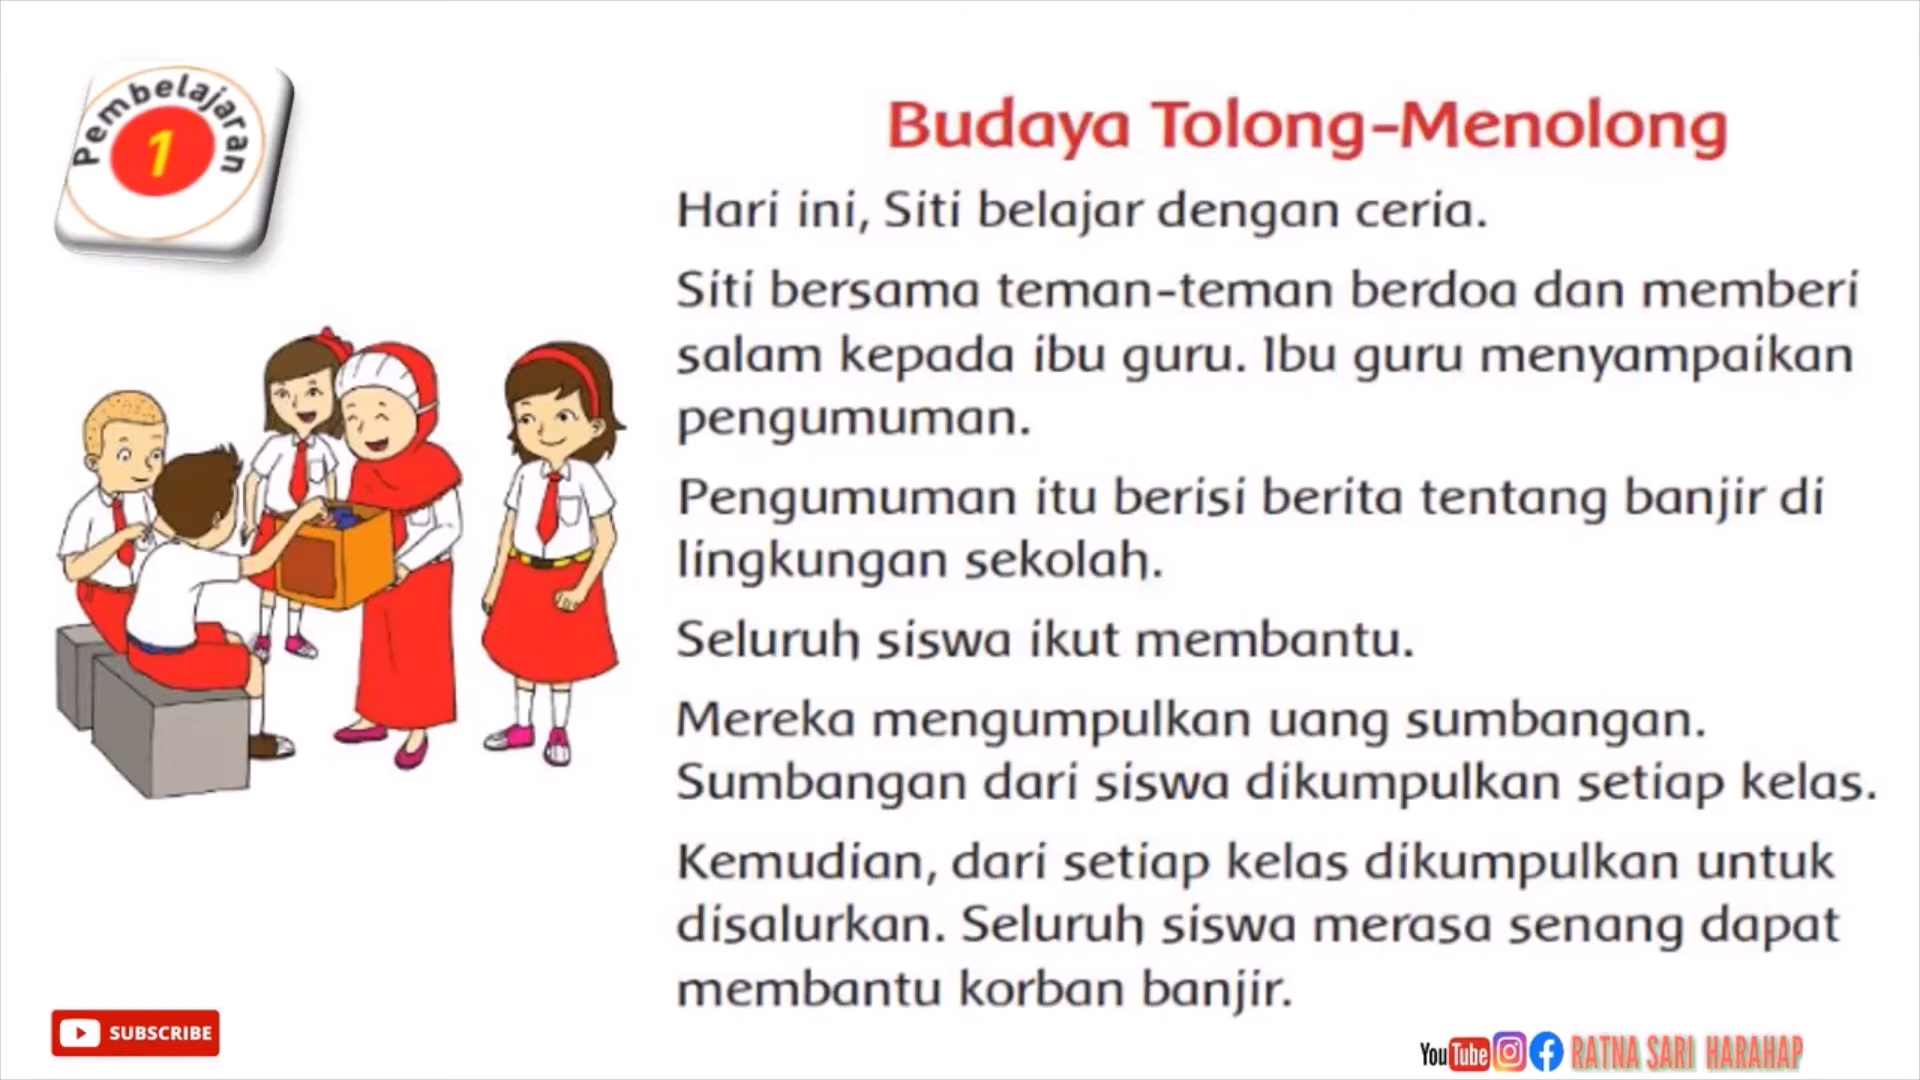 Pembelajaran
1
Budaya Tolong-Menolong
Hari ini, Siti belajar dengan ceria.
Siti bersama teman-teman berdoa dan memberi
salam kepada ibu guru. Ibu guru menyampaikan
pengumuman.
Pengumuman itu berisi berita tentang banjir di
lingkungan sekolah.
Seluruh siswa ikut membantu.
Mereka mengumpulkan uang sumbangan.
Sumbangan dari siswa dikumpulkan setiap kelas.
Kemudian, dari setiap kelas dikumpulkan untuk
disalurkan. Seluruh siswa merasa senang dapat
membantu korban banjir.
SUBSCRIBE
YouTube RATNA SARI HARAHAP